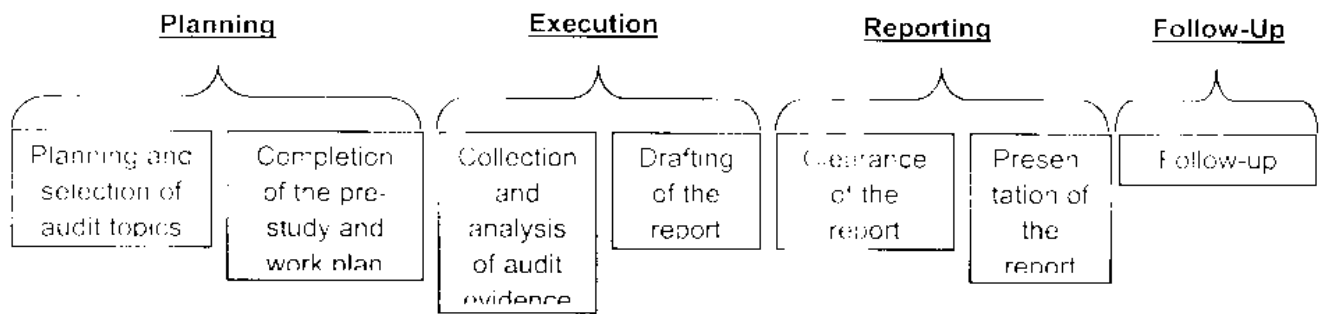 Planning
Execution
Reporting
Follow-Up
Planning and
selection of
audit topics
Completion
of the pre-
study and
work plan
Collection
and
analysis
of audit
evidence
Drafting
of the
report
Clearance
of the
report
Presen
tation of
the
report
Follow-up